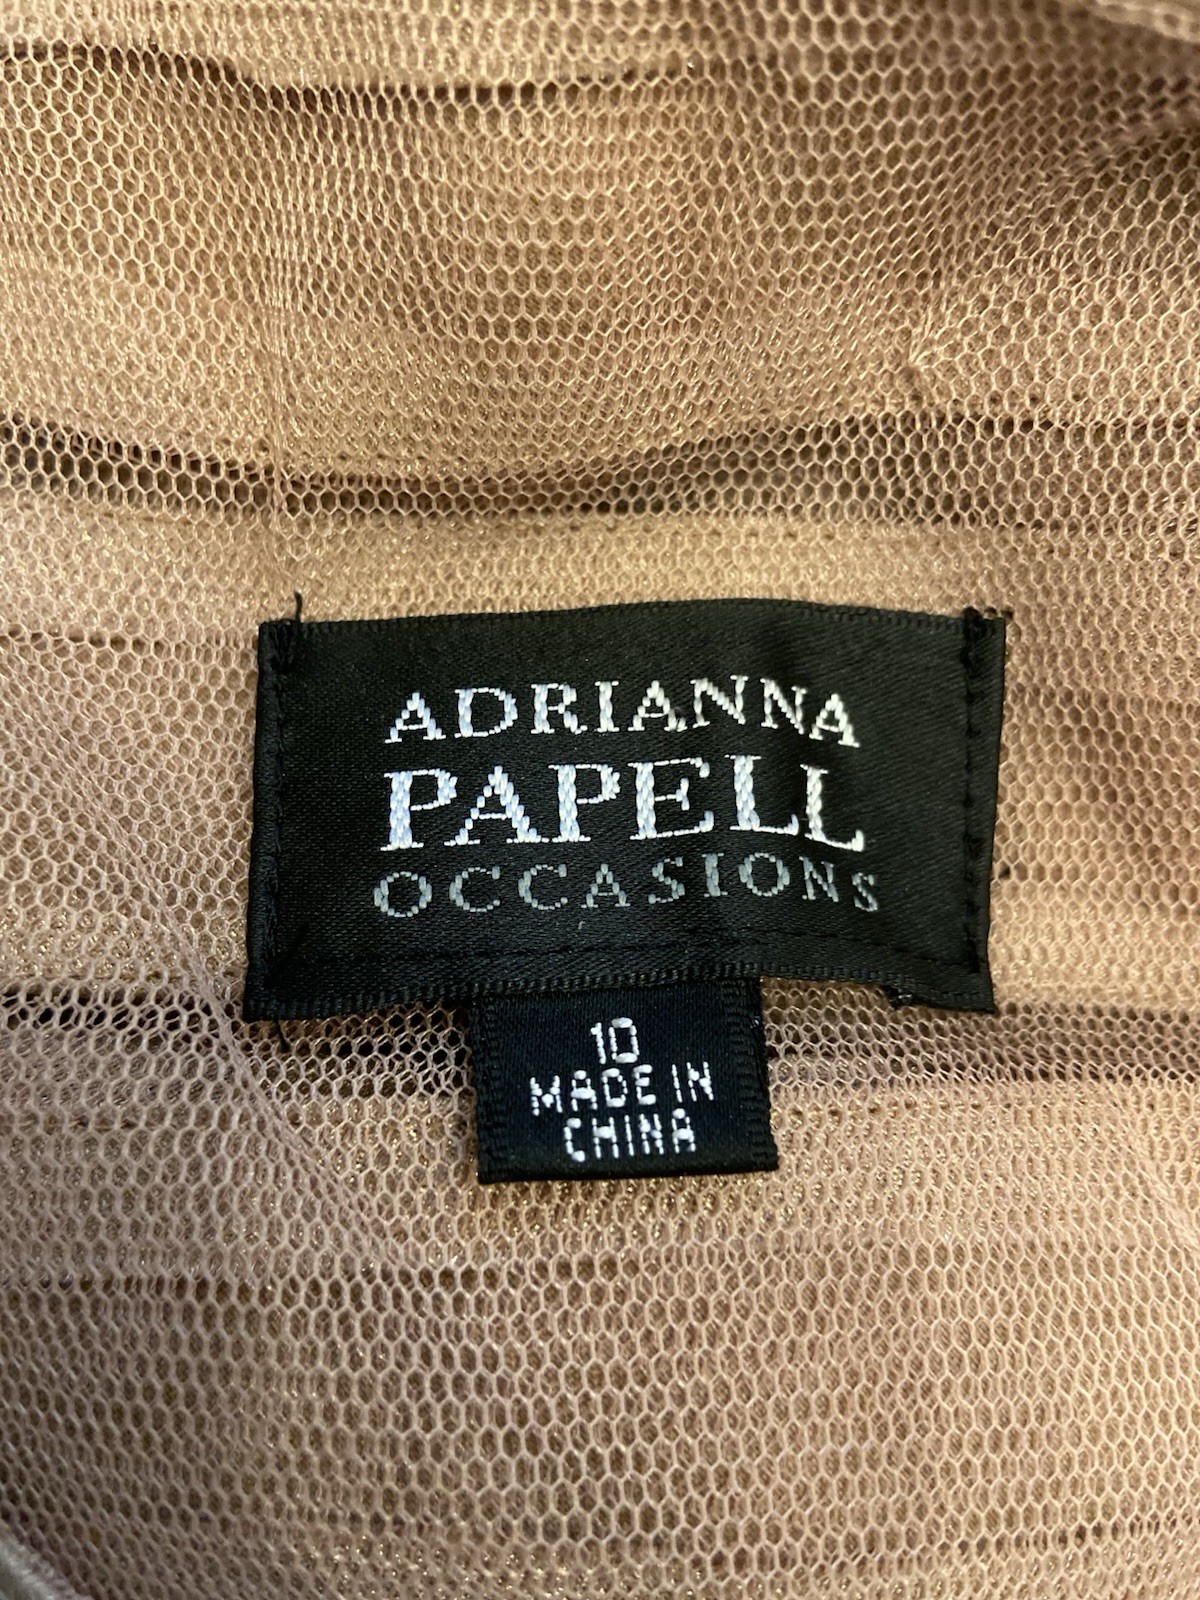 ADRIANNA
PAPELL
OCCASIONS
10
MADE IN
CHINA